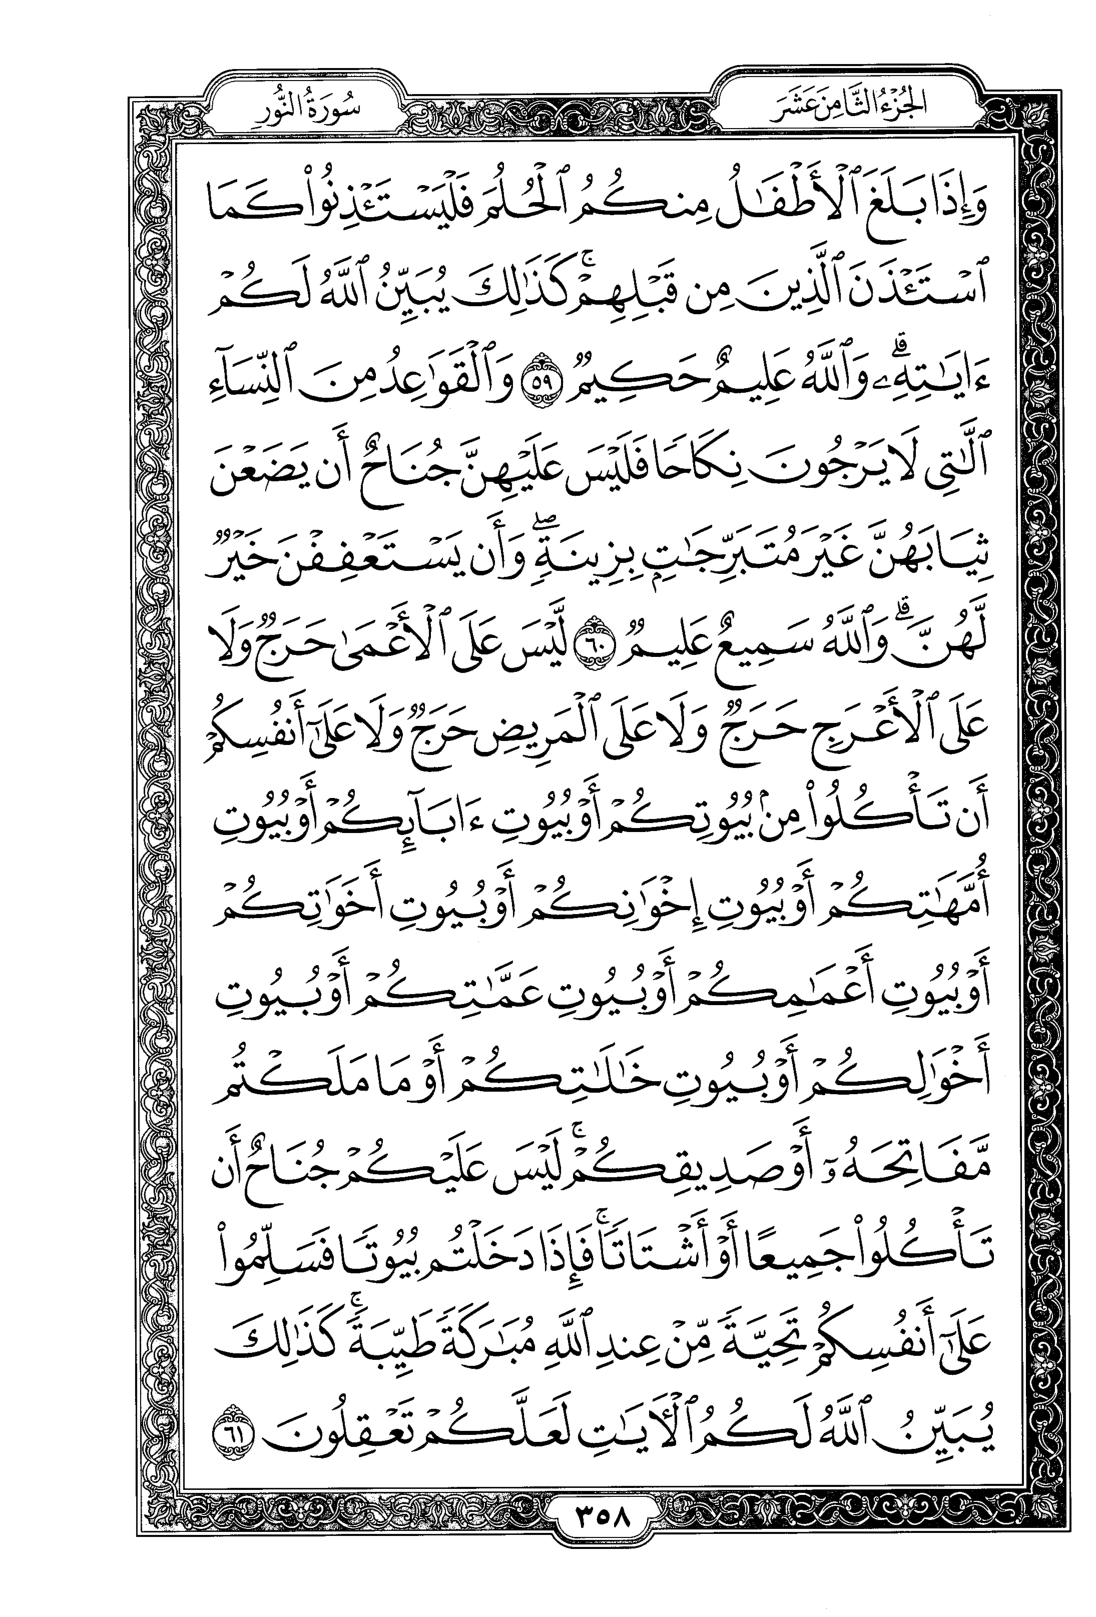 الجُزْءُ الثَّامِنَ عَشَرَ
سُورَةُ النُّورِ
وَإِذَا بَلَغَ ٱلْأَطْفَٰلُ مِنكُمُ ٱلْحُلُمَ فَلْيَسْتَـْٔذِنُوا۟ كَمَا
ٱسْتَـْٔذَنَ ٱلَّذِينَ مِن قَبْلِهِمْ ۚ كَذَٰلِكَ يُبَيِّنُ ٱللَّهُ لَكُمْ
ءَايَٰتِهِۦ ۗ وَٱللَّهُ عَلِيمٌ حَكِيمٌ ٥٩ وَٱلْقَوَٰعِدُ مِنَ ٱلنِّسَآءِ
ٱلَّٰتِى لَا يَرْجُونَ نِكَاحًا فَلَيْسَ عَلَيْهِنَّ جُنَاحٌ أَن يَضَعْنَ
ثِيَابَهُنَّ غَيْرَ مُتَبَرِّجَٰتٍۭ بِزِينَةٍ ۖ وَأَن يَسْتَعْفِفْنَ خَيْرٌ
لَّهُنَّ ۗ وَٱللَّهُ سَمِيعٌ عَلِيمٌ ٦٠ لَّيْسَ عَلَى ٱلْأَعْمَىٰ حَرَجٌ وَلَا
عَلَى ٱلْأَعْرَجِ حَرَجٌ وَلَا عَلَى ٱلْمَرِيضِ حَرَجٌ وَلَا عَلَىٰٓ أَنفُسِكُمْ
أَن تَأْكُلُوا۟ مِنۢ بُيُوتِكُمْ أَوْ بُيُوتِ ءَابَآئِكُمْ أَوْ بُيُوتِ
أُمَّهَٰتِكُمْ أَوْ بُيُوتِ إِخْوَٰنِكُمْ أَوْ بُيُوتِ أَخَوَٰتِكُمْ
أَوْ بُيُوتِ أَعْمَٰمِكُمْ أَوْ بُيُوتِ عَمَّٰتِكُمْ أَوْ بُيُوتِ
أَخْوَٰلِكُمْ أَوْ بُيُوتِ خَٰلَٰتِكُمْ أَوْ مَا مَلَكْتُم
مَّفَاتِحَهُۥٓ أَوْ صَدِيقِكُمْ ۚ لَيْسَ عَلَيْكُمْ جُنَاحٌ أَن
تَأْكُلُوا۟ جَمِيعًا أَوْ أَشْتَاتًا ۚ فَإِذَا دَخَلْتُم بُيُوتًا فَسَلِّمُوا۟
عَلَىٰٓ أَنفُسِكُمْ تَحِيَّةً مِّنْ عِندِ ٱللَّهِ مُبَٰرَكَةً طَيِّبَةً ۚ كَذَٰلِكَ
يُبَيِّنُ ٱللَّهُ لَكُمُ ٱلْءَايَٰتِ لَعَلَّكُمْ تَعْقِلُونَ ٦١
٣٥٨